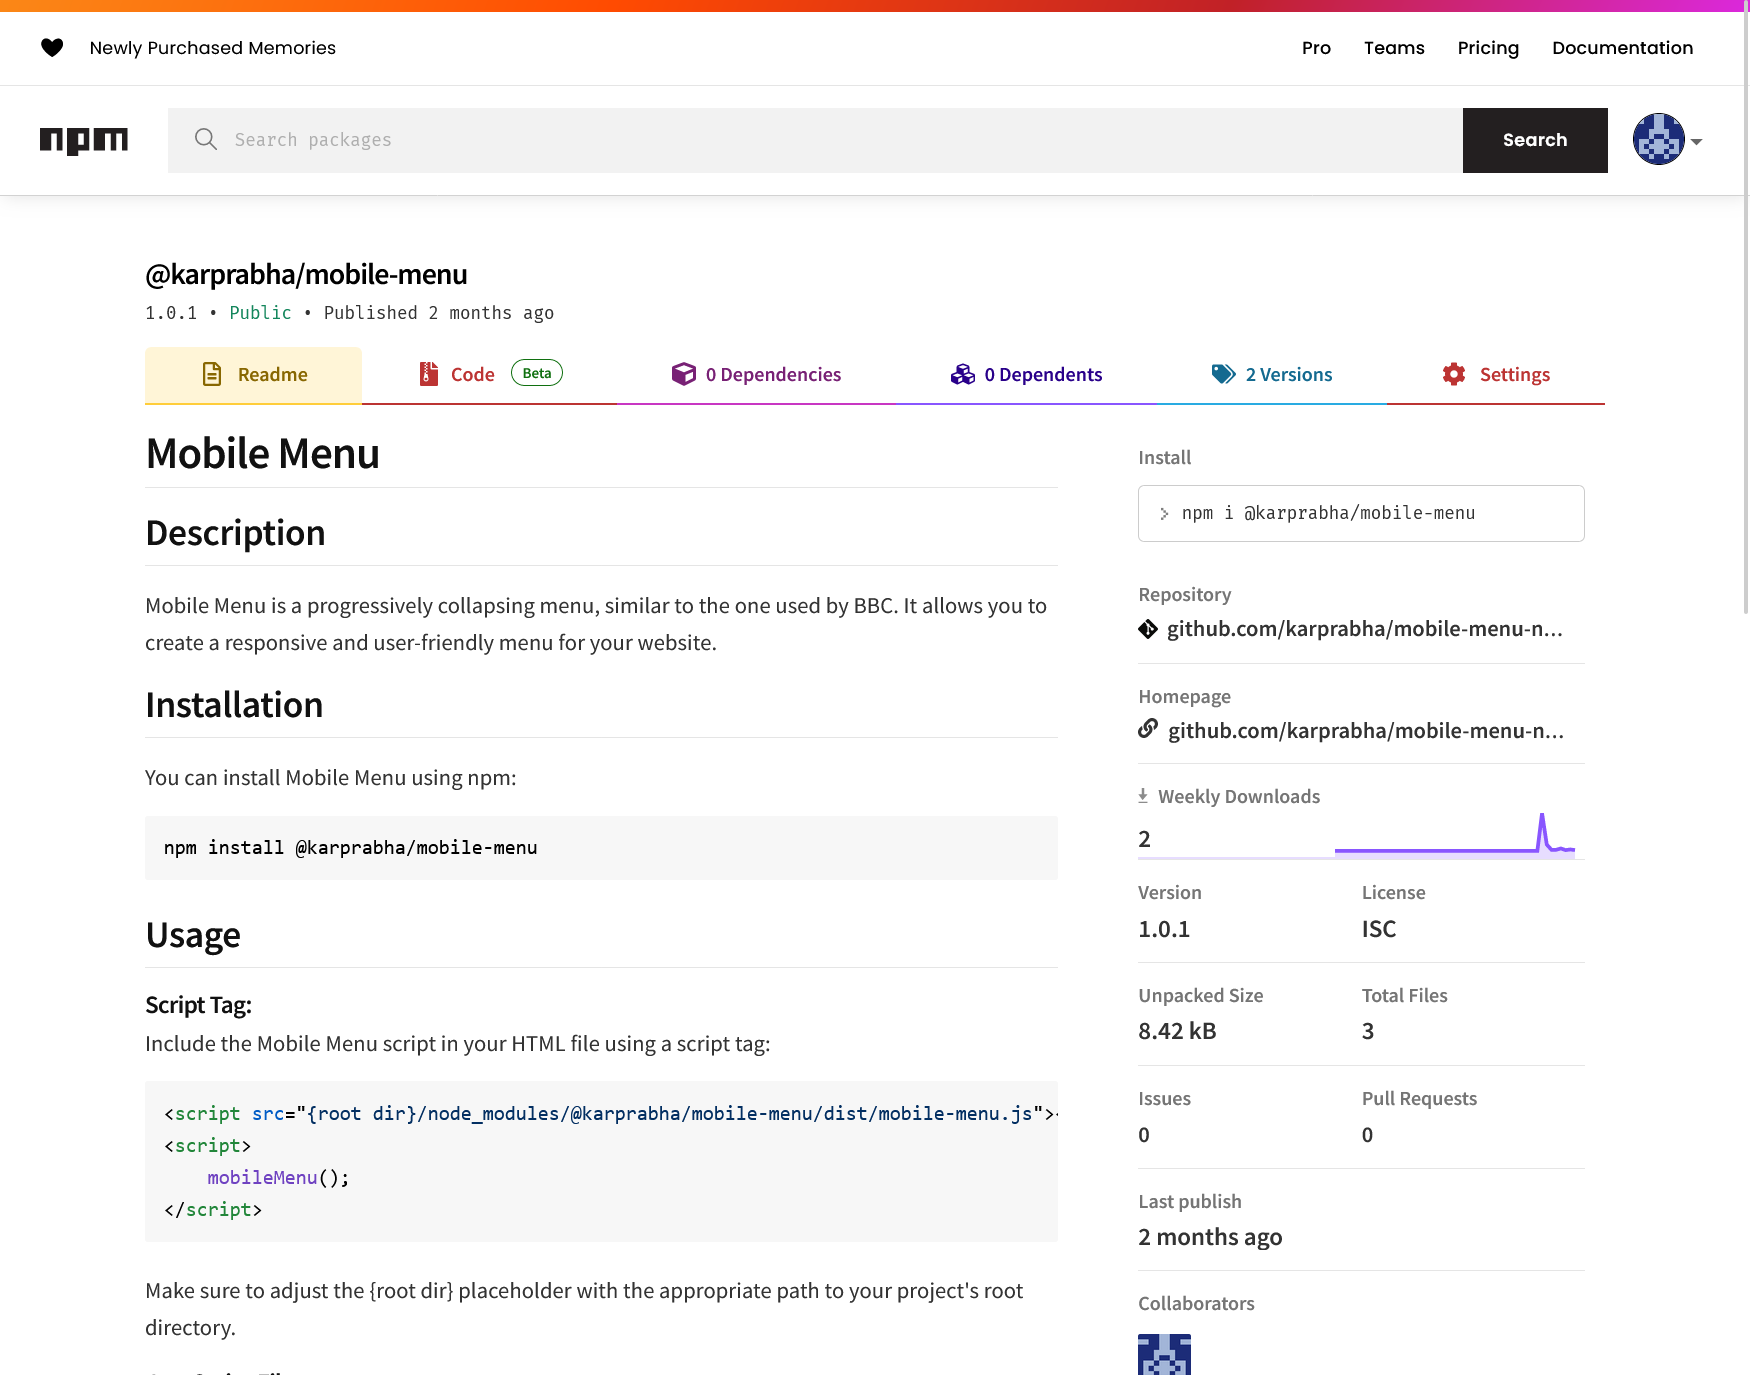 Newly Purchased Memories
Pro Teams Pricing Documentation
npm
Search packages
Search
@karprabha/mobile-menu
1.0.1 • Public • Published 2 months ago
Readme
Code Beta
0 Dependencies
0 Dependents
2 Versions
Settings
Mobile Menu
Description
Mobile Menu is a progressively collapsing menu, similar to the one used by BBC. It allows you to
create a responsive and user-friendly menu for your website.
Installation
You can install Mobile Menu using npm:
npm install @karprabha/mobile-menu
Usage
Script Tag:
Include the Mobile Menu script in your HTML file using a script tag:
<script src="{root dir}/node_modules/@karprabha/mobile-menu/dist/mobile-menu.js">
<script>
mobileMenu();
</script>
Make sure to adjust the {root dir} placeholder with the appropriate path to your project's root
directory.
Install
> npm i @karprabha/mobile-menu
Repository
github.com/karprabha/mobile-menu-n...
Homepage
github.com/karprabha/mobile-menu-n...
Weekly Downloads
2
Version License
1.0.1 ISC
Unpacked Size Total Files
8.42 kB 3
Issues Pull Requests
0 0
Last publish
2 months ago
Collaborators